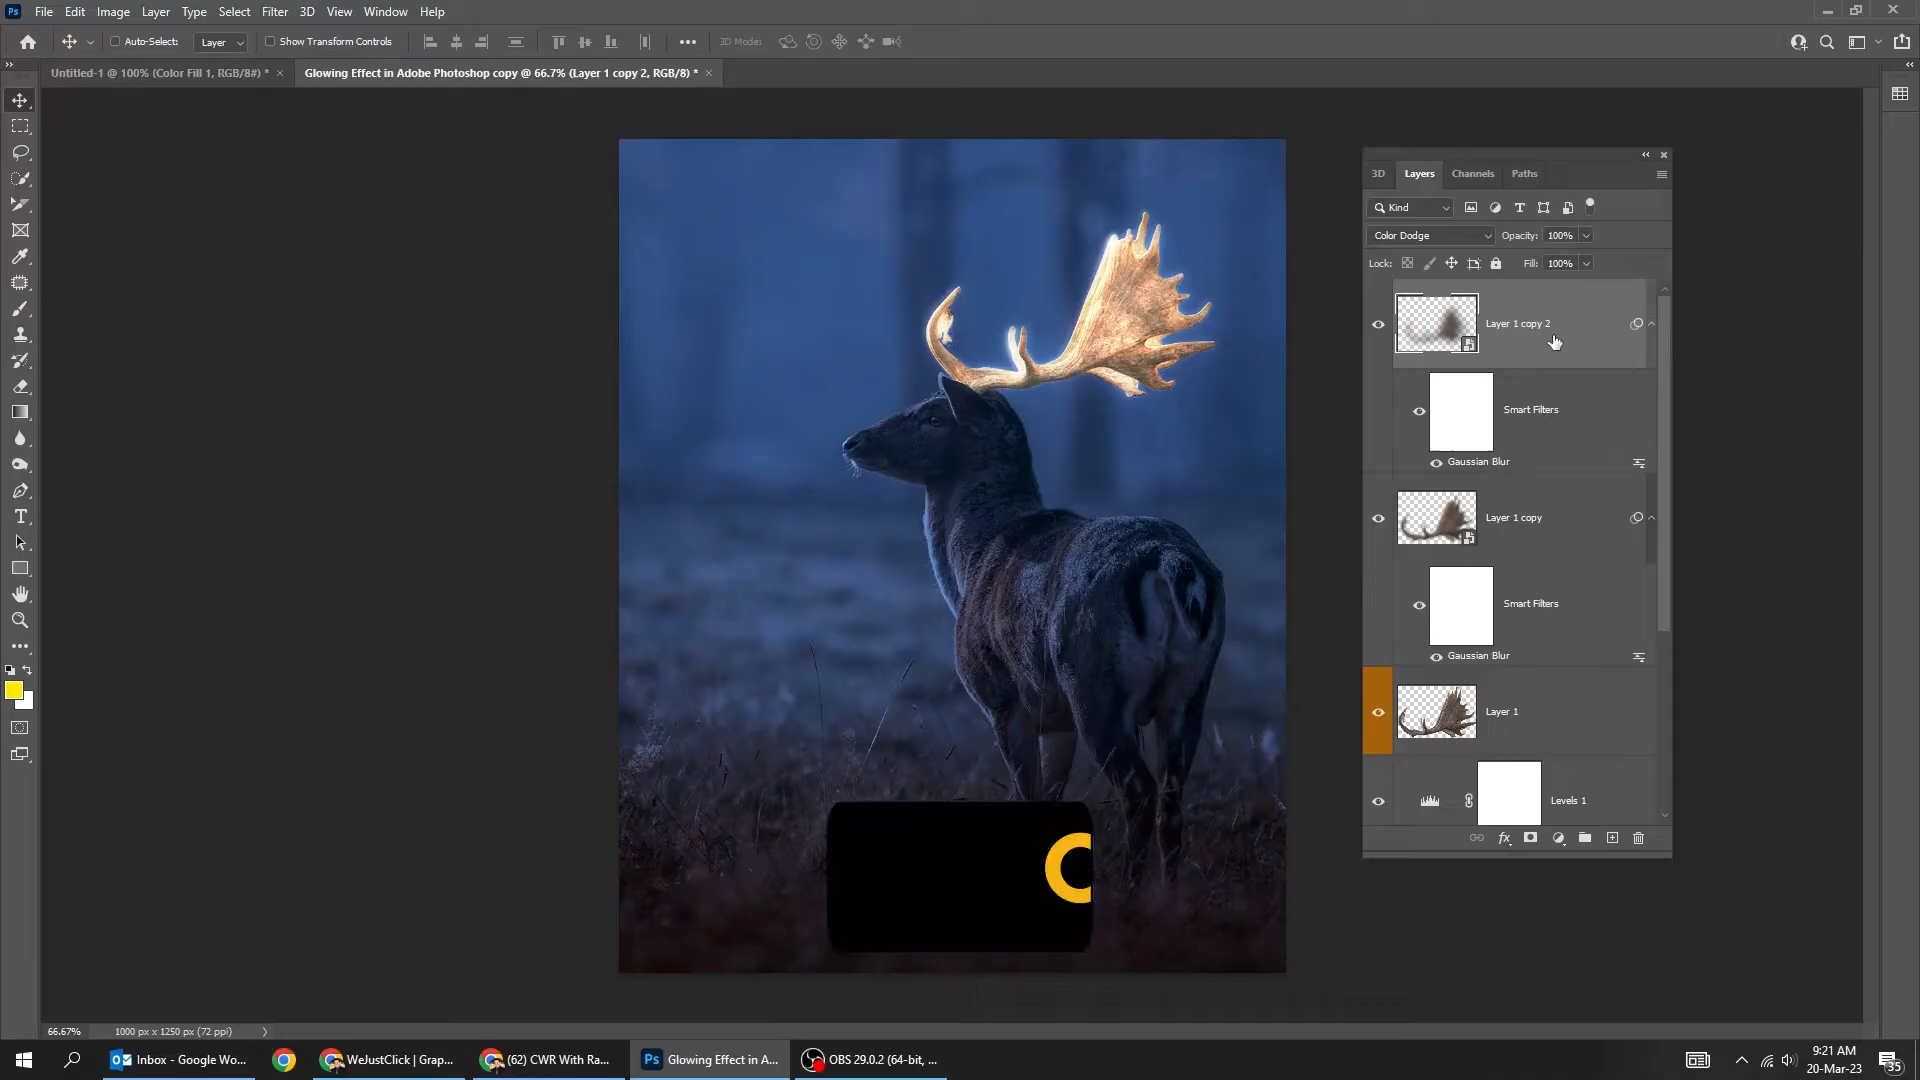 Ps File Edit Image Layer Type Select Filter 3D View Window Help
Auto-Select: Layer Show Transform Controls 3D Mode:
Untitled-1 @ 100% (Color Fill 1, RGB/8#) * × Glowing Effect in Adobe Photoshop copy @ 66.7% (Layer 1 copy 2, RGB/8) * ×
3D Layers Channels Paths
Kind
Color Dodge Opacity: 100%
Lock: Fill: 100%
Layer 1 copy 2
Smart Filters
Gaussian Blur
Layer 1 copy
Smart Filters
Gaussian Blur
Layer 1
Levels 1
fx
66.67% 1000 px x 1250 px (72 ppi)
Inbox - Google Wo... WeJustClick | Grap... (62) CWR With Ra... Ps Glowing Effect in A... OBS 29.0.2 (64-bit, ...
9:21 AM
20-Mar-23
35